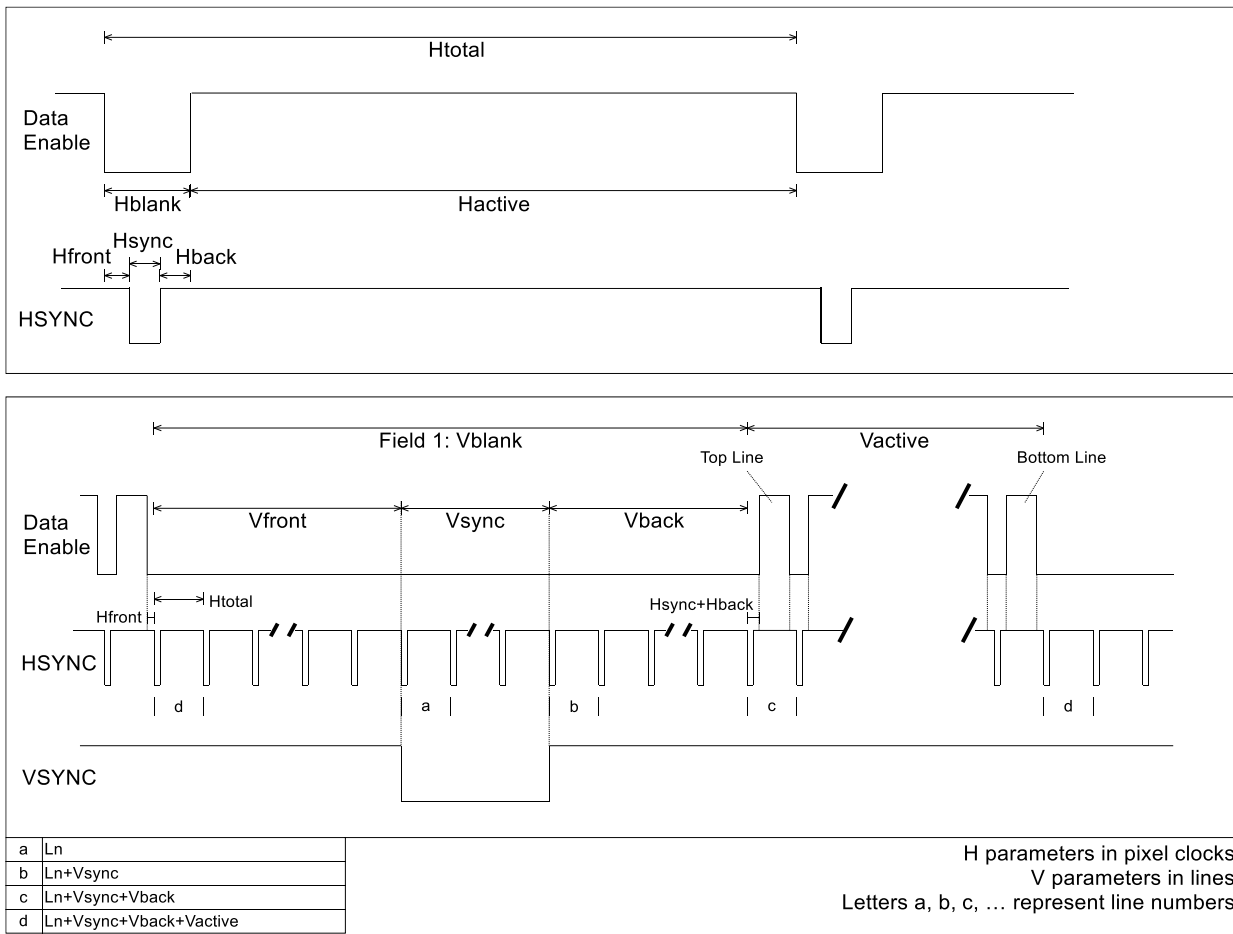 Htotal
Data
Enable
Hblank
Hactive
Hsync
Hfront
Hback
HSYNC
Field 1: Vblank
Vactive
Top Line
Bottom Line
Data
Enable
Vfront
Vsync
Vback
Htotal
Hfront
Hsync+Hback
HSYNC
d
a
b
c
d
VSYNC
a Ln
b Ln+Vsync
c Ln+Vsync+Vback
d Ln+Vsync+Vback+Vactive
H parameters in pixel clocks
V parameters in lines
Letters a, b, c, … represent line numbers